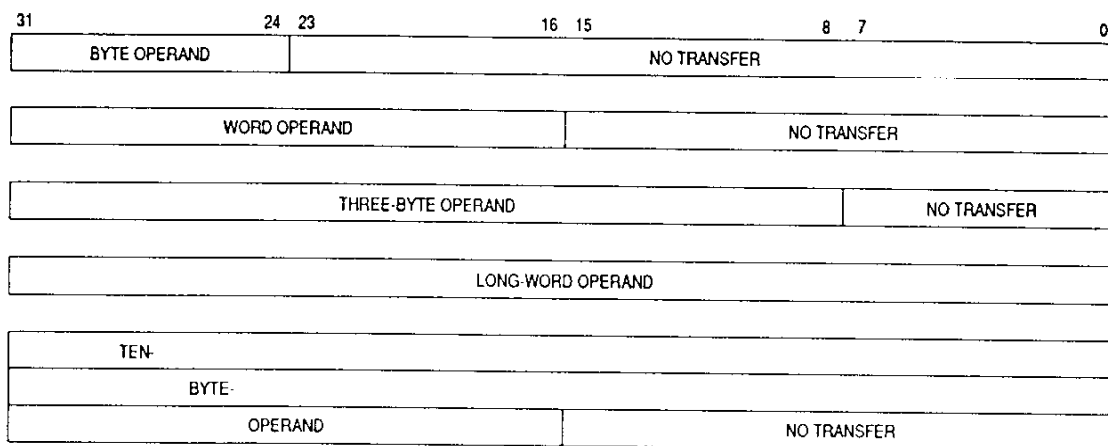 31 24 23 16 15 8 7 0
BYTE OPERAND NO TRANSFER
WORD OPERAND NO TRANSFER
THREE-BYTE OPERAND NO TRANSFER
LONG-WORD OPERAND
TEN-
BYTE-
OPERAND NO TRANSFER